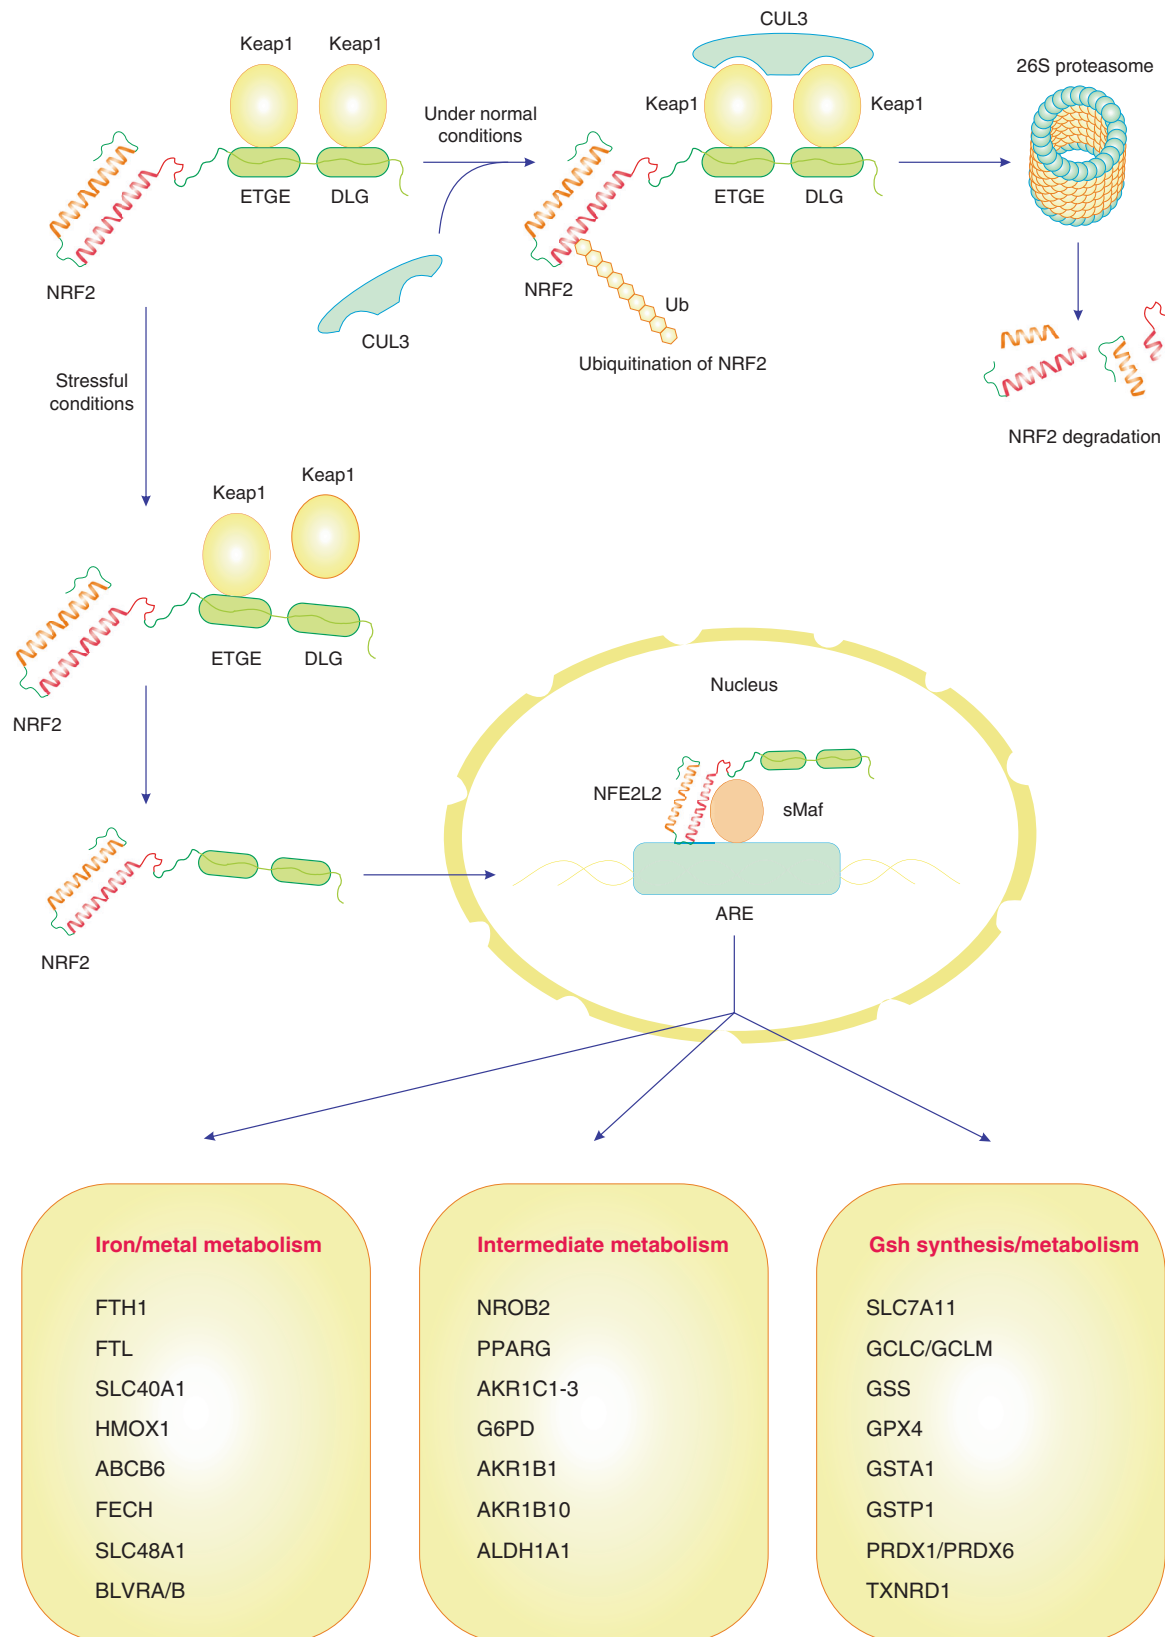 CUL3
Keap1
Keap1
26S proteasome
Keap1
Keap1
Under normal
conditions
ETGE
DLG
ETGE
DLG
NRF2
NRF2
Ub
CUL3
Ubiquitination of NRF2
Stressful
conditions
NRF2 degradation
Keap1
Keap1
ETGE
DLG
NRF2
Nucleus
NFE2L2
sMaf
ARE
NRF2
Iron/metal metabolism
FTH1
FTL
SLC40A1
HMOX1
ABCB6
FECH
SLC48A1
BLVRA/B
Intermediate metabolism
NROB2
PPARG
AKR1C1-3
G6PD
AKR1B1
AKR1B10
ALDH1A1
Gsh synthesis/metabolism
SLC7A11
GCLC/GCLM
GSS
GPX4
GSTA1
GSTP1
PRDX1/PRDX6
TXNRD1